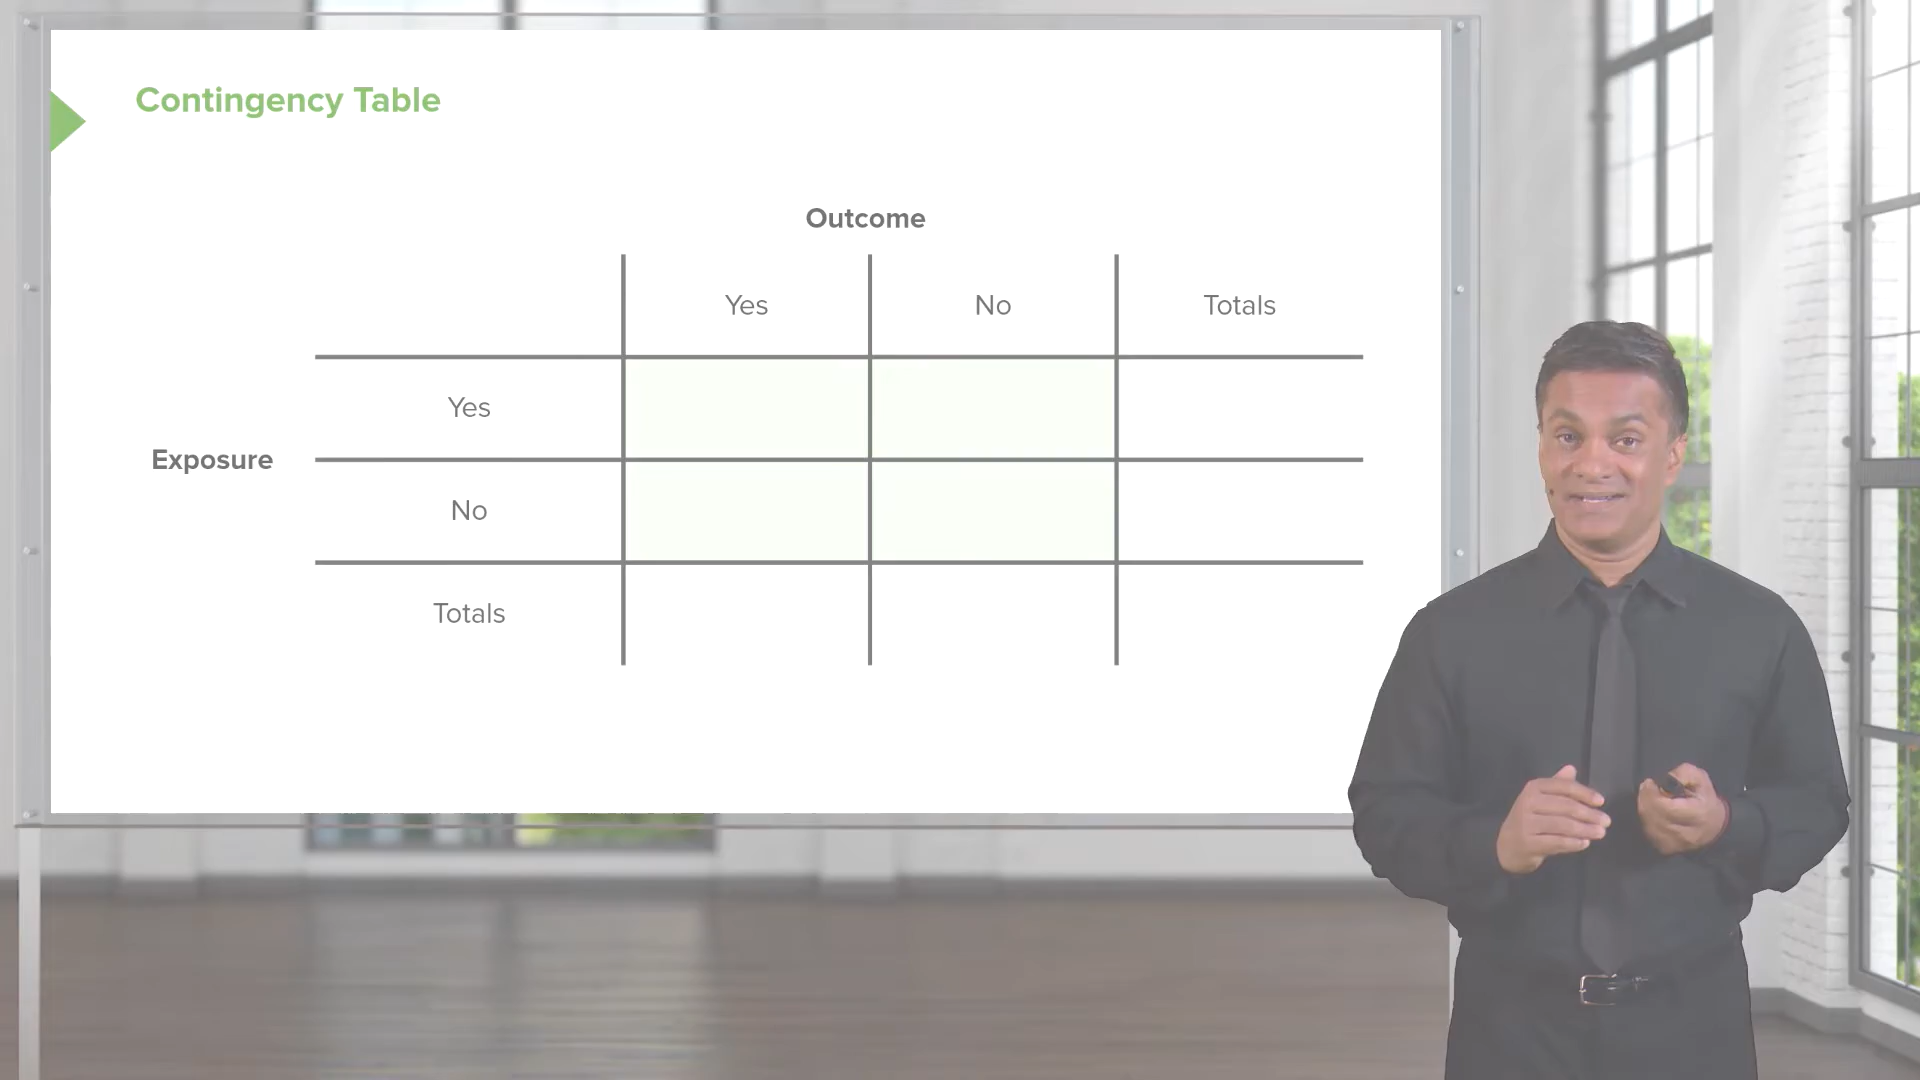 Contingency Table
Outcome
Yes No Totals
Yes
Exposure
No
Totals